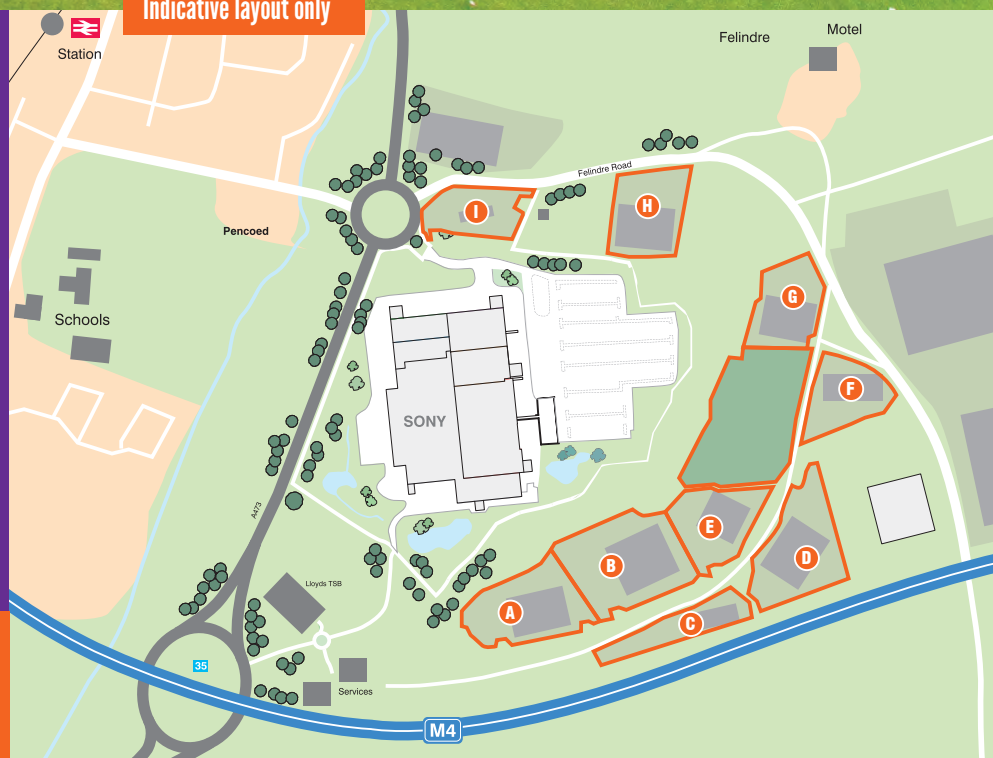 Indicative layout only
Station
Felindre
Motel
Felindre Road
I
H
Pencoed
G
Schools
F
SONY
A473
E
D
B
Lloyds TSB
A
C
35
Services
M4